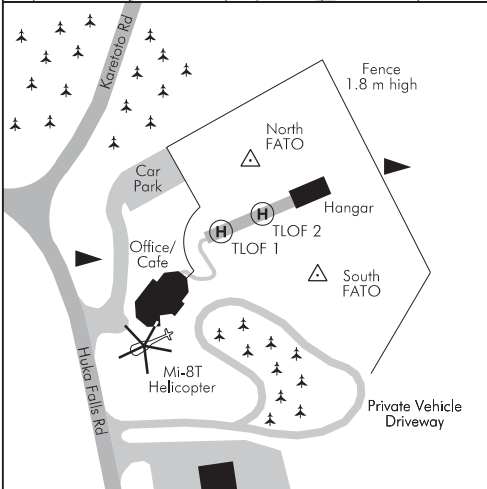 Karetoto Rd
Fence
1.8 m high
North
FATO
Car
Park
Hangar
H
TLOF 2
H
TLOF 1
Office/
Cafe
South
FATO
Mi-8T
Helicopter
Huka Falls Rd
Private Vehicle
Driveway